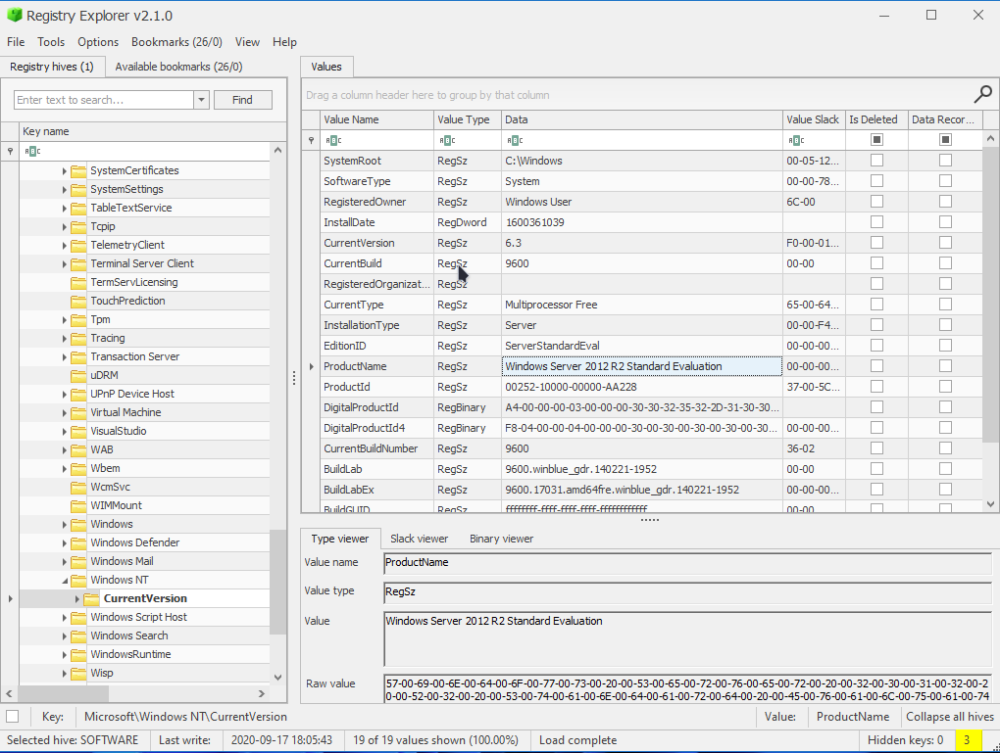 Registry Explorer v2.1.0
File Tools Options Bookmarks (26/0) View Help
Registry hives (1) Available bookmarks (26/0)
Enter text to search... Find
Key name
SystemCertificates
SystemSettings
TableTextService
Tcpip
TelemetryClient
Terminal Server Client
TermServLicensing
TouchPrediction
Tpm
Tracing
Transaction Server
uDRM
UPnP Device Host
Virtual Machine
VisualStudio
WAB
Wbem
WcmSvc
WIMMount
Windows
Windows Defender
Windows Mail
Windows NT
CurrentVersion
Windows Script Host
Windows Search
WindowsRuntime
Wisp
Values
Drag a column header here to group by that column
Value Name Value Type Data Value Slack Is Deleted Data Recor...
SystemRoot RegSz C:\Windows 00-05-12...
SoftwareType RegSz System 00-00-78...
RegisteredOwner RegSz Windows User 6C-00
InstallDate RegDword 1600361039
CurrentVersion RegSz 6.3 F0-00-01...
CurrentBuild RegSz 9600 00-00
RegisteredOrganizat... RegSz
CurrentType RegSz Multiprocessor Free 65-00-64...
InstallationType RegSz Server 00-00-F4...
EditionID RegSz ServerStandardEval 00-00-00...
ProductName RegSz Windows Server 2012 R2 Standard Evaluation 00-00-00...
ProductId RegSz 00252-10000-00000-AA228 37-00-5C...
DigitalProductId RegBinary A4-00-00-00-03-00-00-00-30-30-32-35-32-2D-31-30-30...
DigitalProductId4 RegBinary F8-04-00-00-04-00-00-00-30-00-30-00-30-00-30-00-30... 00-00-00...
CurrentBuildNumber RegSz 9600 36-02
BuildLab RegSz 9600.winblue_gdr.140221-1952 00-00
BuildLabEx RegSz 9600.17031.amd64fre.winblue_gdr.140221-1952 00-00-00...
BuildGUID RegSz ffffffff-ffff-ffff-ffff-ffffffffffff 00-00
Type viewer Slack viewer Binary viewer
Value name ProductName
Value type RegSz
Value Windows Server 2012 R2 Standard Evaluation
Raw value 57-00-69-00-6E-00-64-00-6F-00-77-00-73-00-20-00-53-00-65-00-72-00-76-00-65-00-72-00-20-00-32-00-30-00-31-00-32-00-2
0-00-52-00-32-00-20-00-53-00-74-00-61-00-6E-00-64-00-61-00-72-00-64-00-20-00-45-00-76-00-61-00-6C-00-75-00-61-00-74
Key: Microsoft\Windows NT\CurrentVersion Value: ProductName Collapse all hives
Selected hive: SOFTWARE Last write: 2020-09-17 18:05:43 19 of 19 values shown (100.00%) Load complete Hidden keys: 0 3